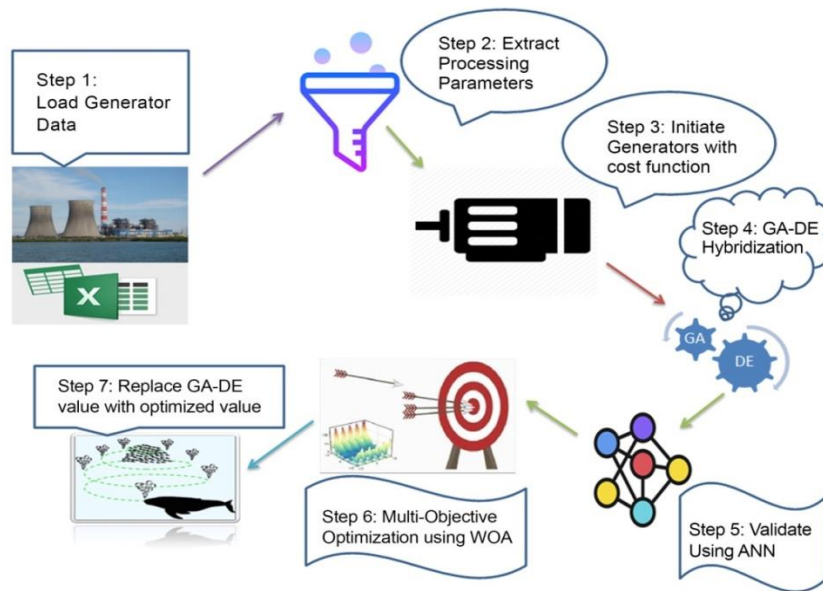 Step 1:
Load Generator
Data
Step 2: Extract
Processing
Parameters
Step 3: Initiate
Generators with
cost function
Step 4: GA-DE
Hybridization
GA
DE
X
Step 7: Replace GA-DE
value with optimized value
Step 6: Multi-Objective
Optimization using WOA
Step 5: Validate
Using ANN